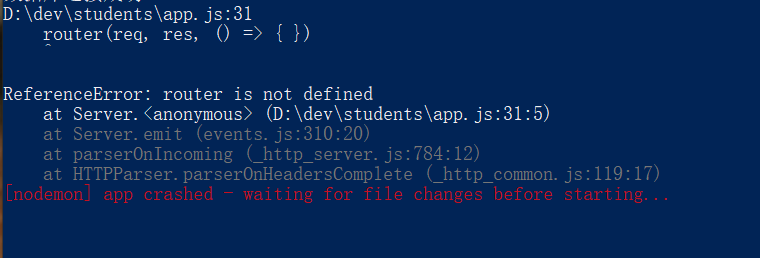 D:\dev\students\app.js:31
router(req, res, () => { })
^
ReferenceError: router is not defined
at Server.<anonymous> (D:\dev\students\app.js:31:5)
at Server.emit (events.js:310:20)
at parserOnIncoming (_http_server.js:784:12)
at HTTPParser.parserOnHeadersComplete (_http_common.js:119:17)
[nodemon] app crashed - waiting for file changes before starting...